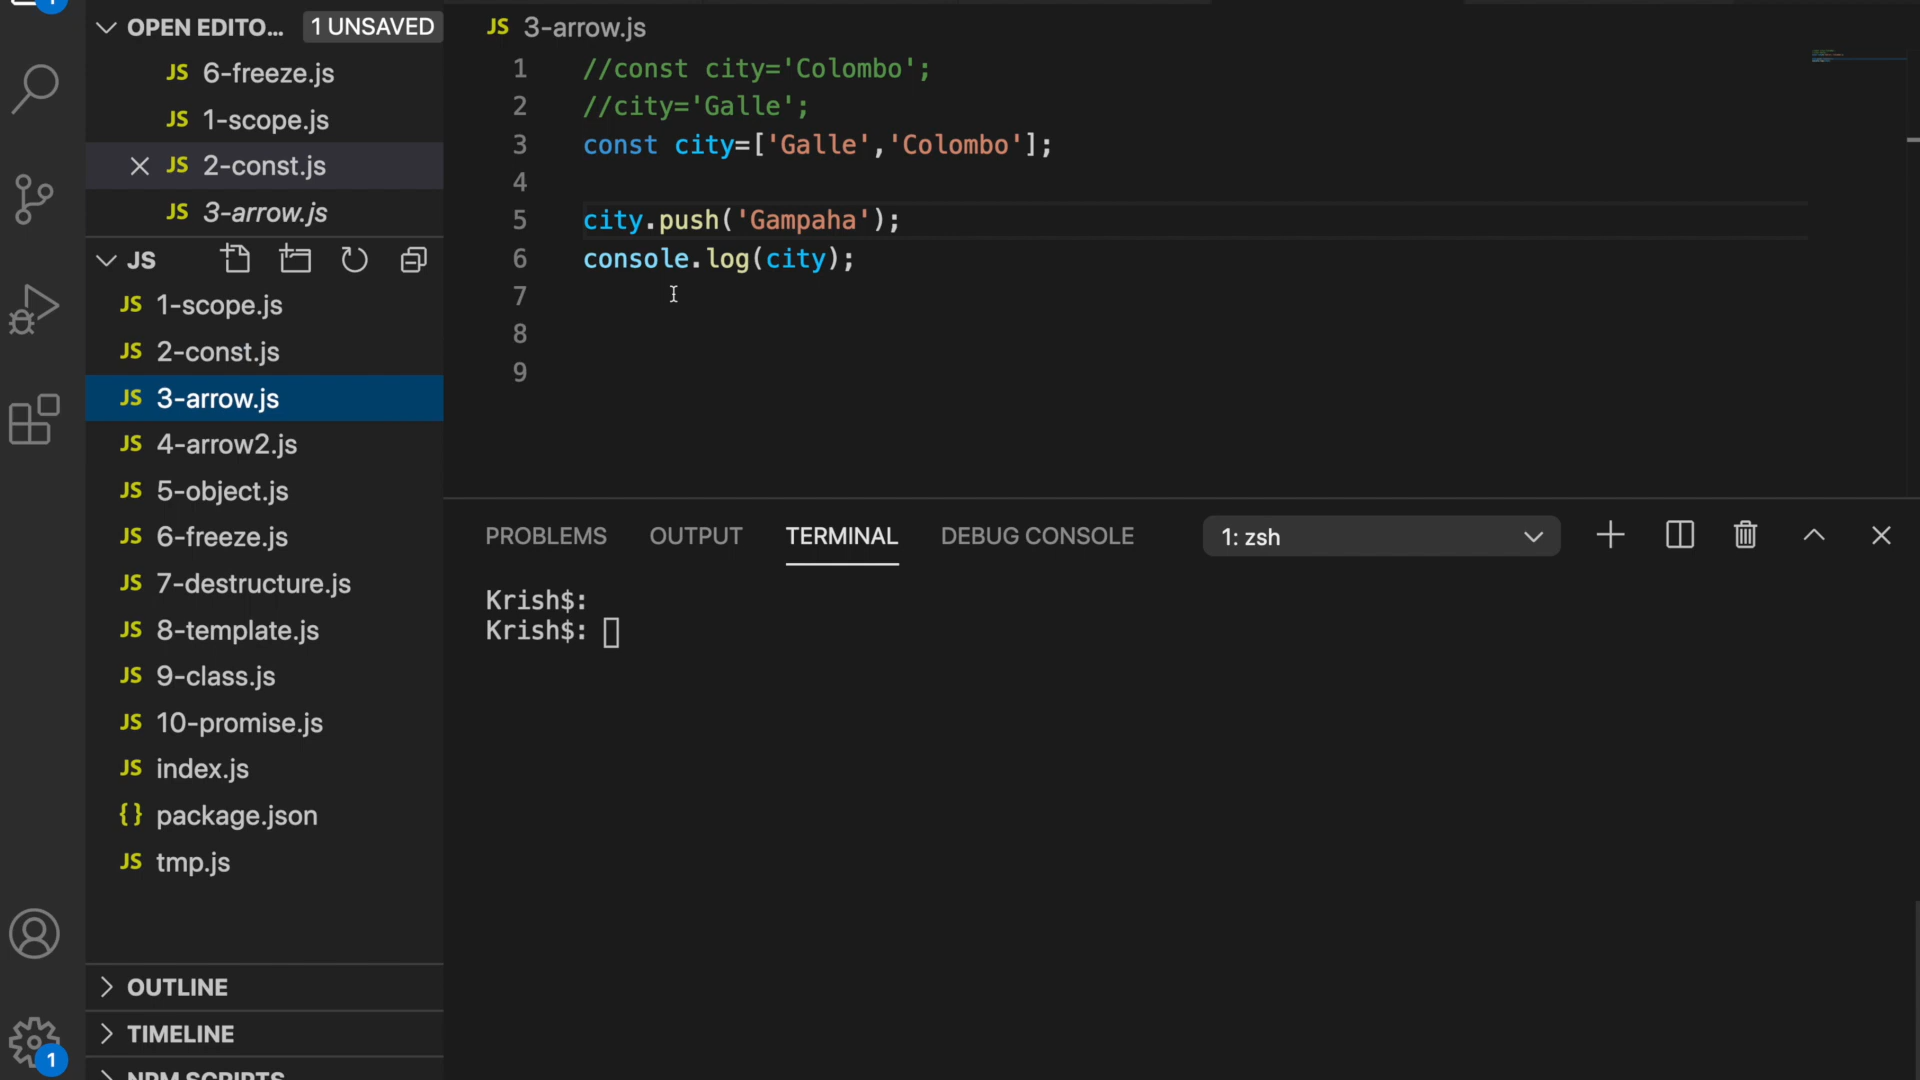 1
OPEN EDITO... 1 UNSAVED
JS 6-freeze.js
JS 1-scope.js
JS 2-const.js
JS 3-arrow.js
JS
JS 1-scope.js
JS 2-const.js
JS 3-arrow.js
JS 4-arrow2.js
JS 5-object.js
JS 6-freeze.js
JS 7-destructure.js
JS 8-template.js
JS 9-class.js
JS 10-promise.js
JS index.js
{} package.json
JS tmp.js
OUTLINE
TIMELINE
NPM SCRIPTS
1
JS 3-arrow.js
1 //const city='Colombo';
2 //city='Galle';
3 const city=['Galle','Colombo'];
4
5 city.push('Gampaha');
6 console.log(city);
7
8
9
PROBLEMS OUTPUT TERMINAL DEBUG CONSOLE 1: zsh
Krish$:
Krish$: